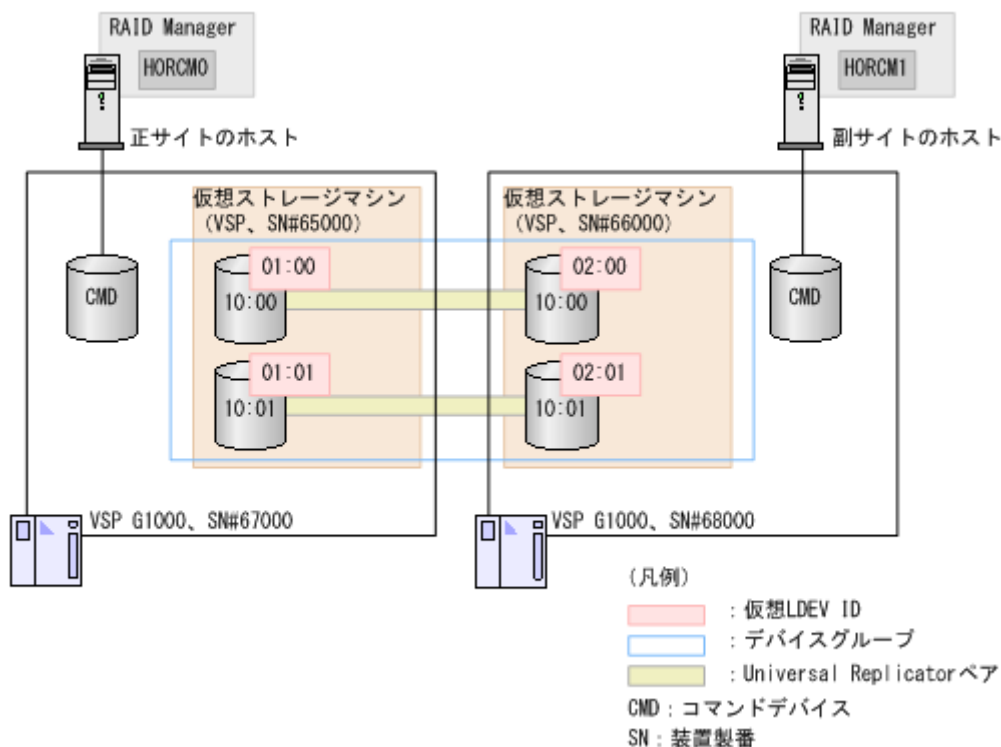 RAID Manager
HORCM0
正サイトのホスト
RAID Manager
HORCM1
副サイトのホスト
仮想ストレージマシン
(VSP、SN#65000)
仮想ストレージマシン
(VSP、SN#66000)
CMD
01:00
10:00
02:00
10:00
CMD
01:01
10:01
02:01
10:01
VSP G1000、SN#67000
VSP G1000、SN#68000
(凡例)
:仮想LDEV ID
:デバイスグループ
:Universal Replicatorペア
CMD:コマンドデバイス
SN:装置製番